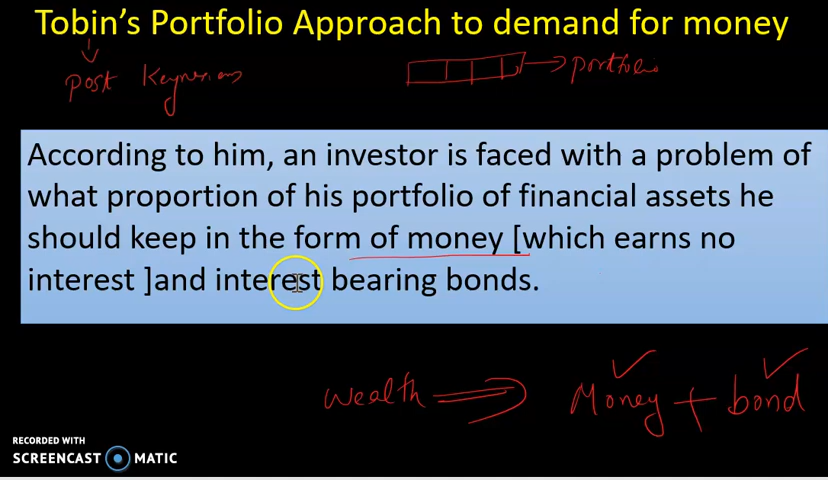 Tobin's Portfolio Approach to demand for money
post Keynesians
portfolio
According to him, an investor is faced with a problem of
what proportion of his portfolio of financial assets he
should keep in the form of money [which earns no
interest ]and interest bearing bonds.
Wealth ⇒ Money + bond
RECORDED WITH
SCREENCAST MATIC